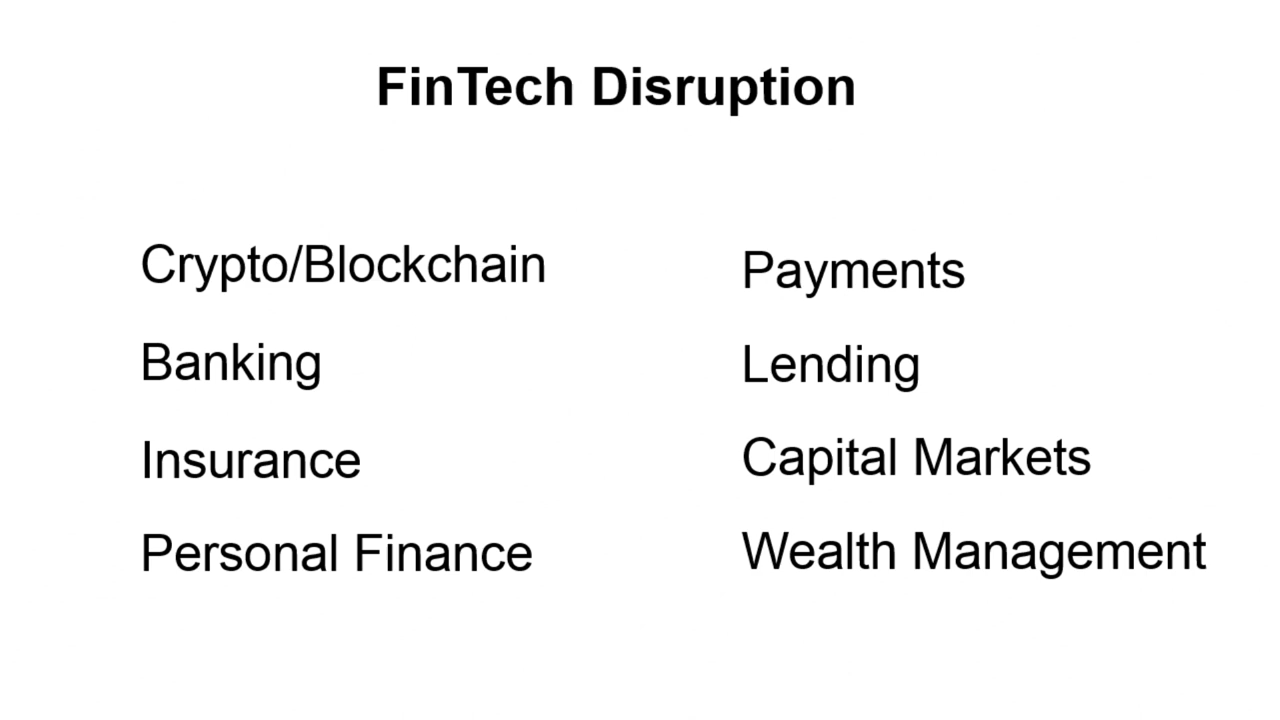 FinTech Disruption
Crypto/Blockchain
Banking
Insurance
Personal Finance
Payments
Lending
Capital Markets
Wealth Management